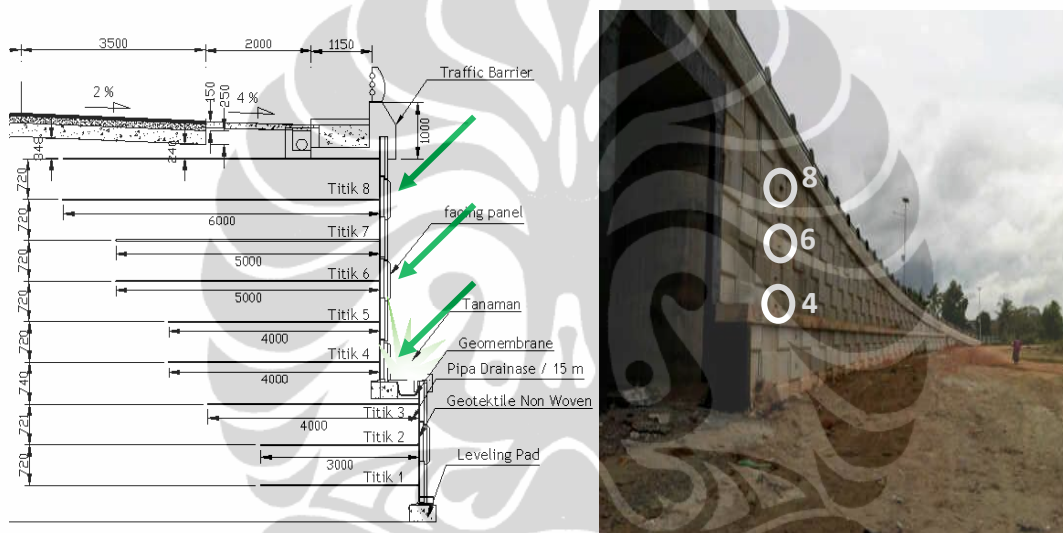 3500
2000
1150
Traffic Barrier
2 %
150
250
4 %
1000
348
248
720
Titik 8
6000
facing panel
720
Titik 7
5000
720
Titik 6
5000
Tanaman
720
Titik 5
4000
Geomembrane
720
Titik 4
4000
Pipa Drainase / 15 m
740
Titik 3
4000
Geotektile Non Woven
721
Titik 2
3000
Leveling Pad
720
Titik 1
8
6
4